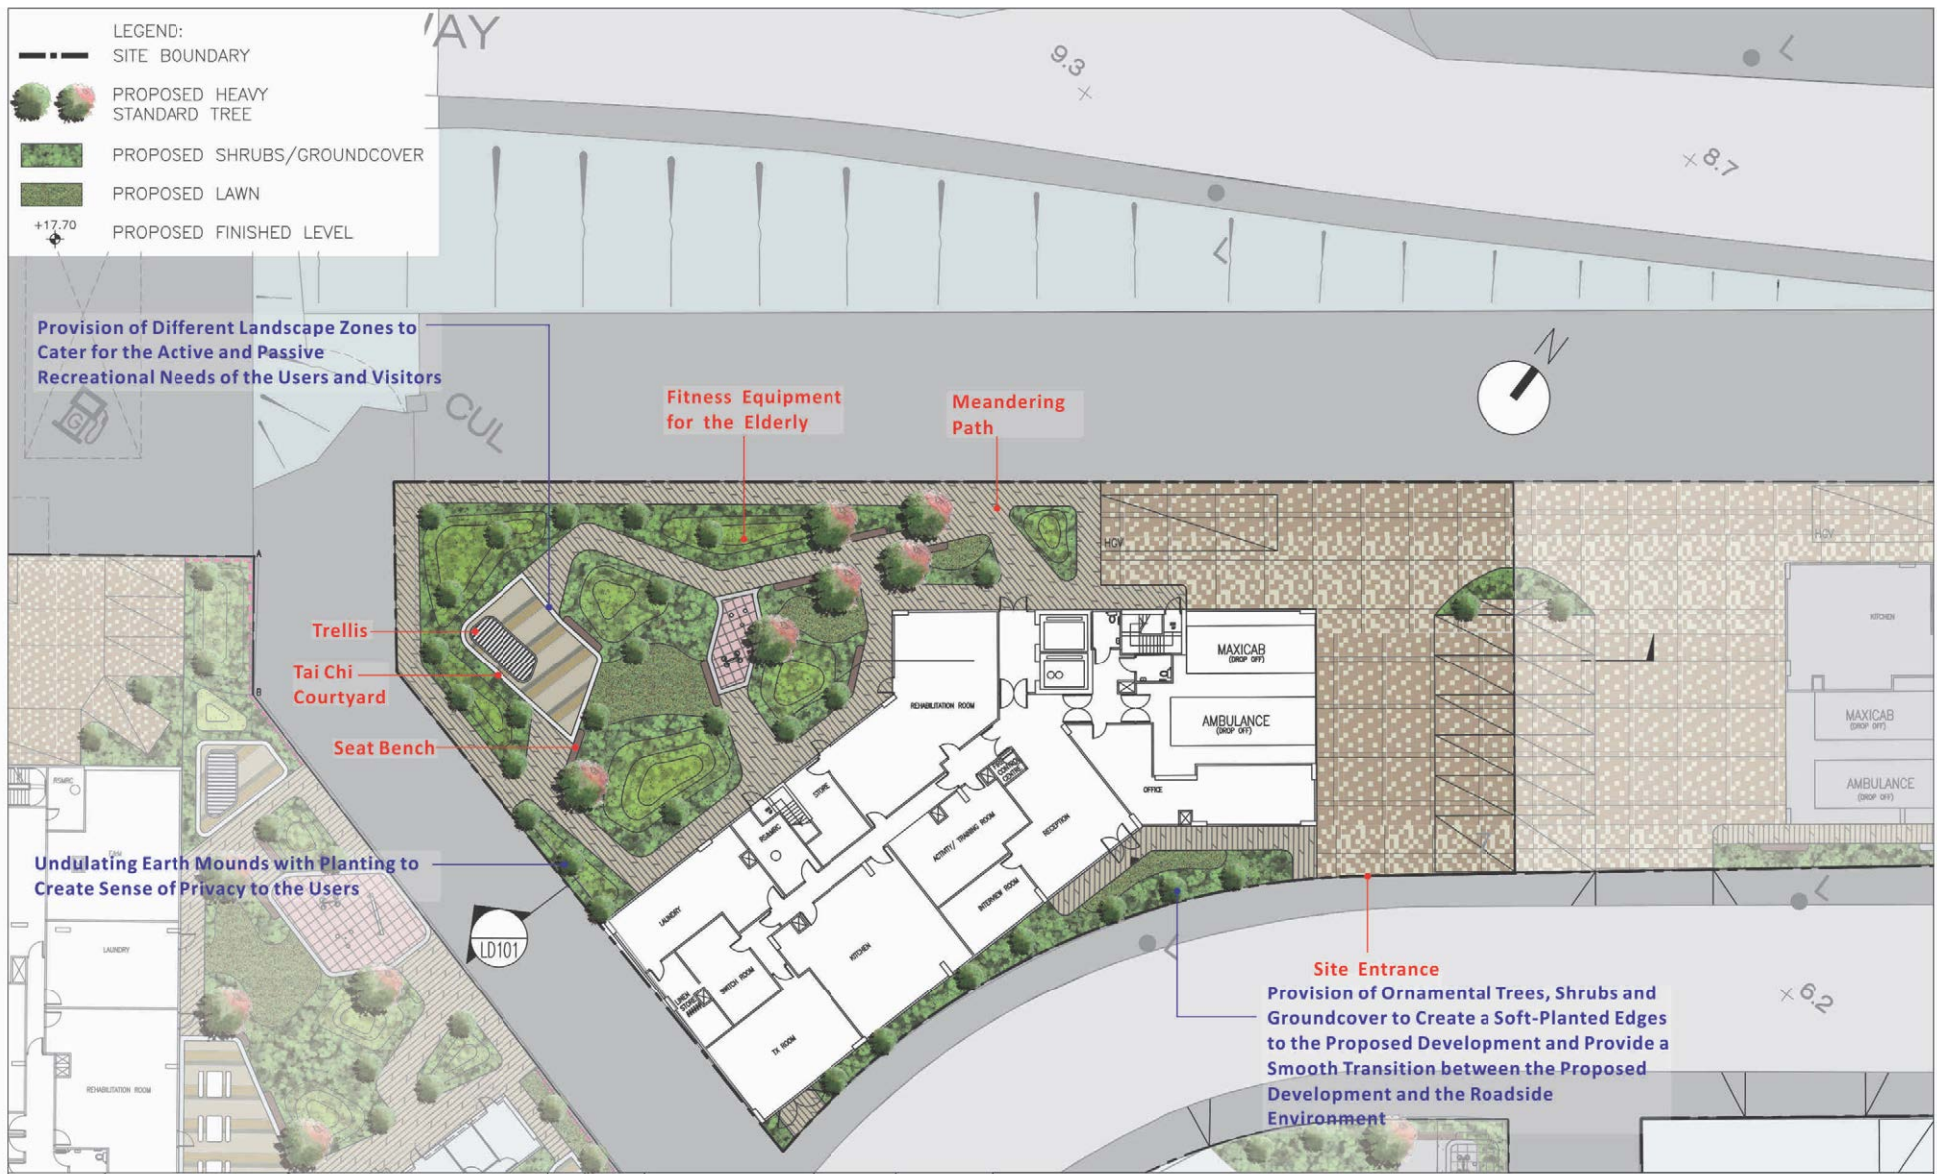 LEGEND:
SITE BOUNDARY
PROPOSED HEAVY
STANDARD TREE
PROPOSED SHRUBS/GROUNDCOVER
PROPOSED LAWN
+17.70
PROPOSED FINISHED LEVEL
WAY
9.3
8.7
L
L
N
Provision of Different Landscape Zones to
Cater for the Active and Passive
Recreational Needs of the Users and Visitors
G
CUL
Fitness Equipment
for the Elderly
Meandering
Path
HGV
HGV
A
B
Trellis
Tai Chi
Courtyard
Seat Bench
REHABILITATION ROOM
MAXICAB
(DROP OFF)
AMBULANCE
(DROP OFF)
OFFICE
STORE
RSMRC
ACTIVITY/ TRAINING ROOM
RECEPTION
INTERVIEW ROOM
LAUNDRY
KITCHEN
SWITCH ROOM
LINEN
STORE
TX ROOM
KITCHEN
MAXICAB
(DROP OFF)
AMBULANCE
(DROP OFF)
RSMRC
LAUNDRY
REHABILITATION ROOM
Undulating Earth Mounds with Planting to
Create Sense of Privacy to the Users
LD101
L
L
Site Entrance
Provision of Ornamental Trees, Shrubs and
Groundcover to Create a Soft-Planted Edges
to the Proposed Development and Provide a
Smooth Transition between the Proposed
Development and the Roadside
Environment
6.2